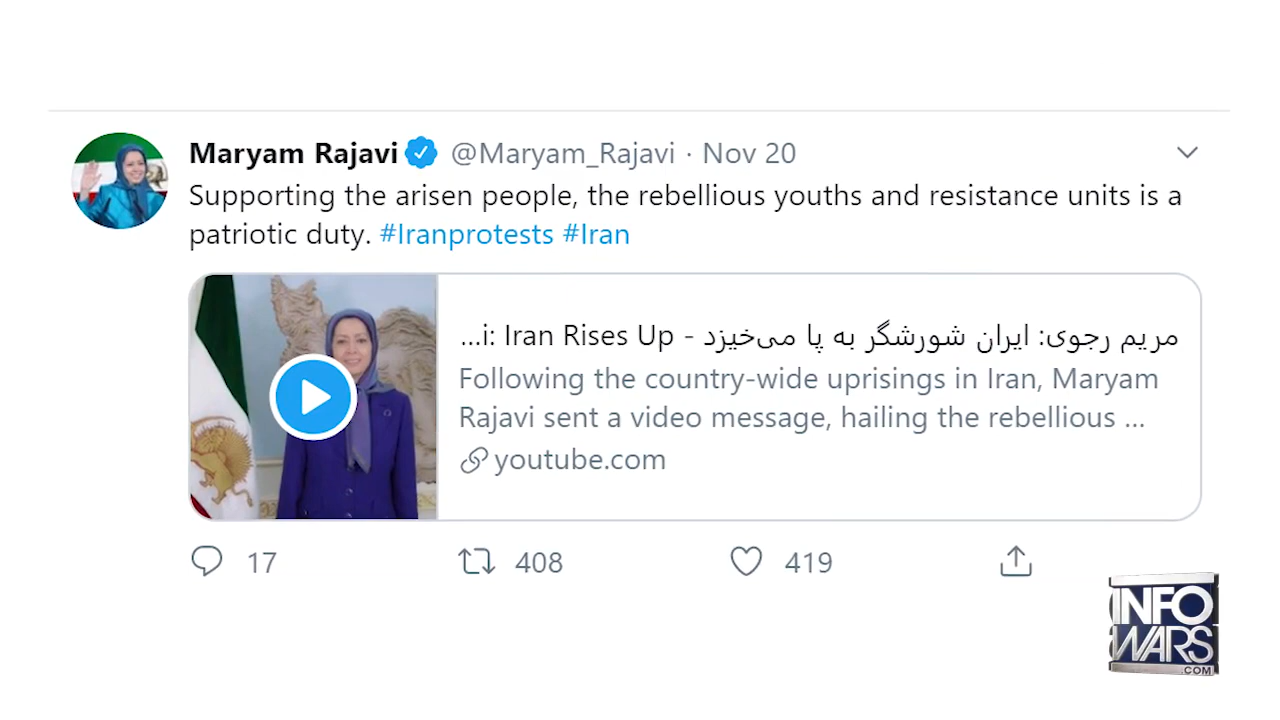 Maryam Rajavi @Maryam_Rajavi · Nov 20
Supporting the arisen people, the rebellious youths and resistance units is a
patriotic duty. #Iranprotests #Iran
مریم رجوی: ایران شورشگر به پا می‌خیزد - i: Iran Rises Up...
Following the country-wide uprisings in Iran, Maryam
Rajavi sent a video message, hailing the rebellious ...
youtube.com
17 408 419
INFO
WARS
.COM